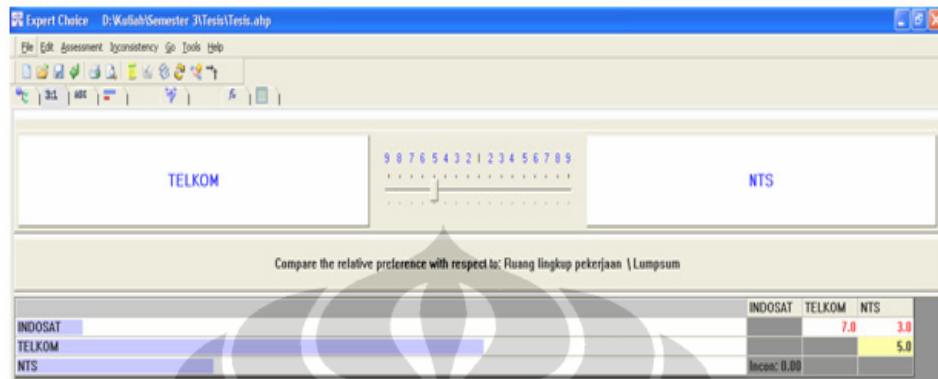 Expert Choice D:\Kuliah\Semester 3\Tesis\Tesis.ahp
File Edit Assessment Inconsistency Go Tools Help
3:1 ABC
9 8 7 6 5 4 3 2 1 2 3 4 5 6 7 8 9
TELKOM NTS
Compare the relative preference with respect to: Ruang lingkup pekerjaan \ Lumpsum
INDOSAT TELKOM NTS
INDOSAT 7.0 3.0
TELKOM 5.0
NTS Incon: 0.00